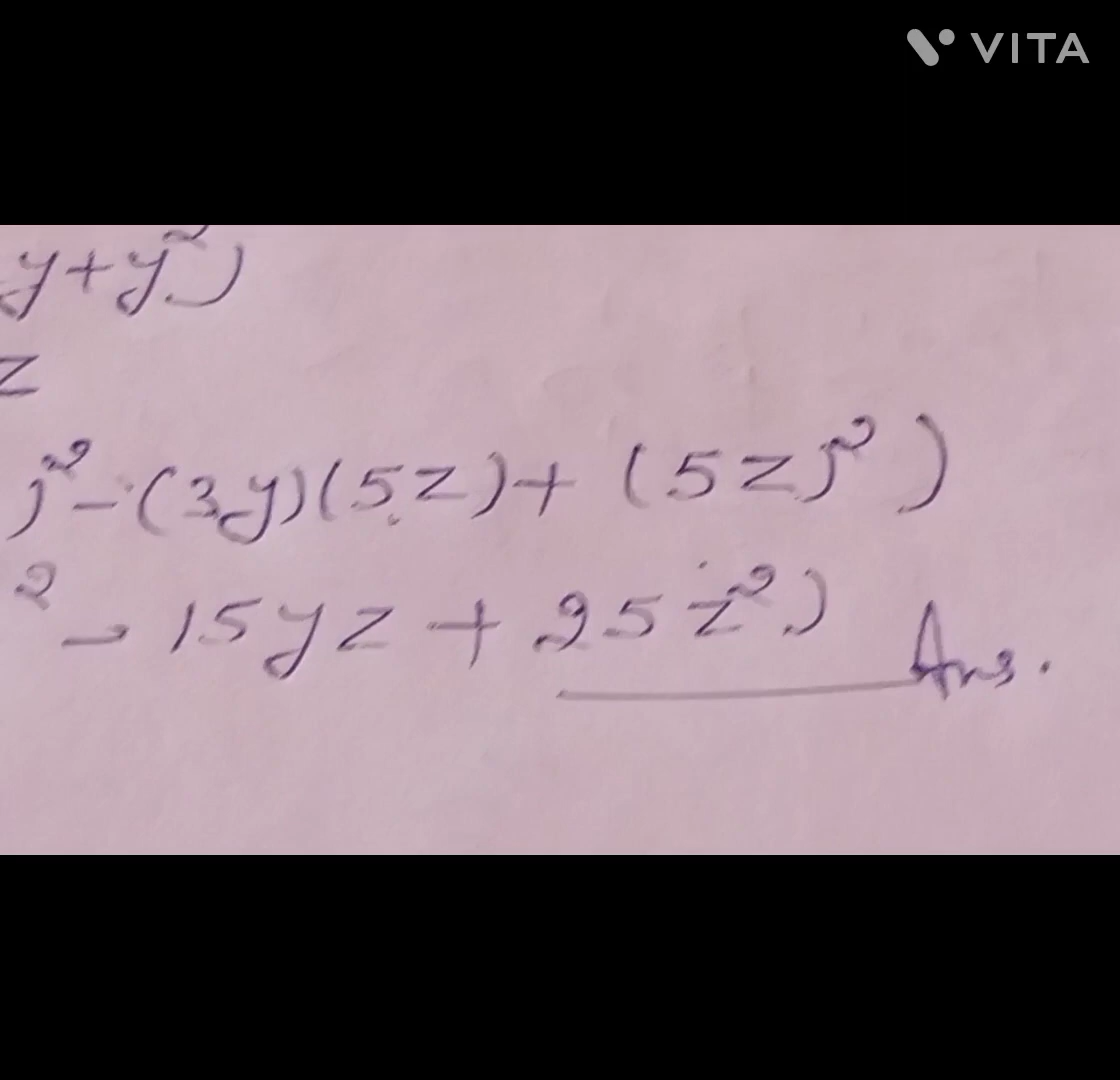 VITA
y+y²)
z
)²-(3y)(5z)+(5z)²)
² - 15yz + 25z²)
Ans.